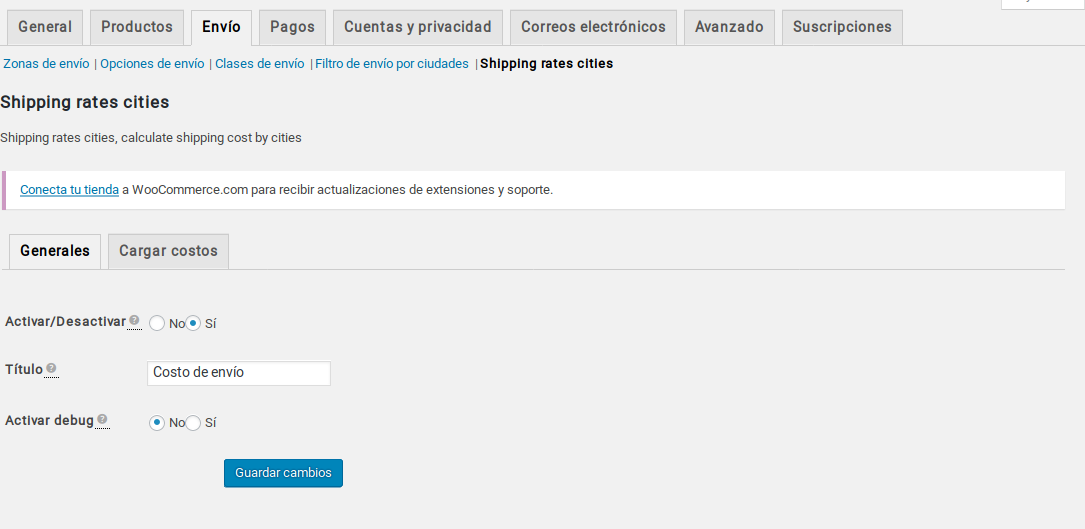 General Productos Envío Pagos Cuentas y privacidad Correos electrónicos Avanzado Suscripciones
Zonas de envío | Opciones de envío | Clases de envío | Filtro de envío por ciudades | Shipping rates cities
Shipping rates cities
Shipping rates cities, calculate shipping cost by cities
Conecta tu tienda a WooCommerce.com para recibir actualizaciones de extensiones y soporte.
Generales Cargar costos
Activar/Desactivar ? No Sí
Título ? Costo de envío
Activar debug ? No Sí
Guardar cambios